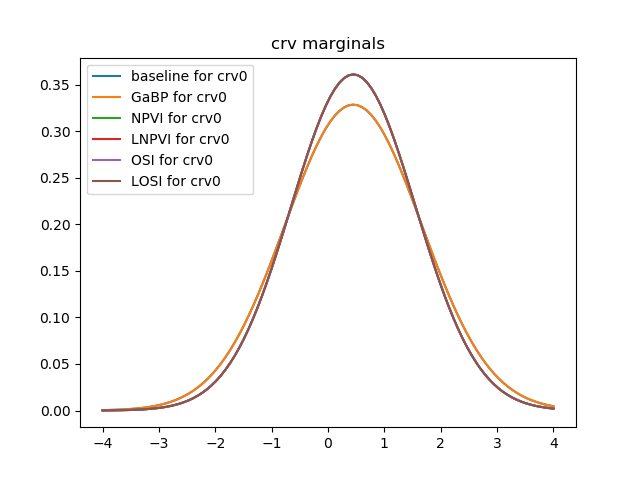 crv marginals
baseline for crv0
GaBP for crv0
NPVI for crv0
LNPVI for crv0
OSI for crv0
LOSI for crv0
0.35
0.30
0.25
0.20
0.15
0.10
0.05
0.00
−4 −3 −2 −1 0 1 2 3 4